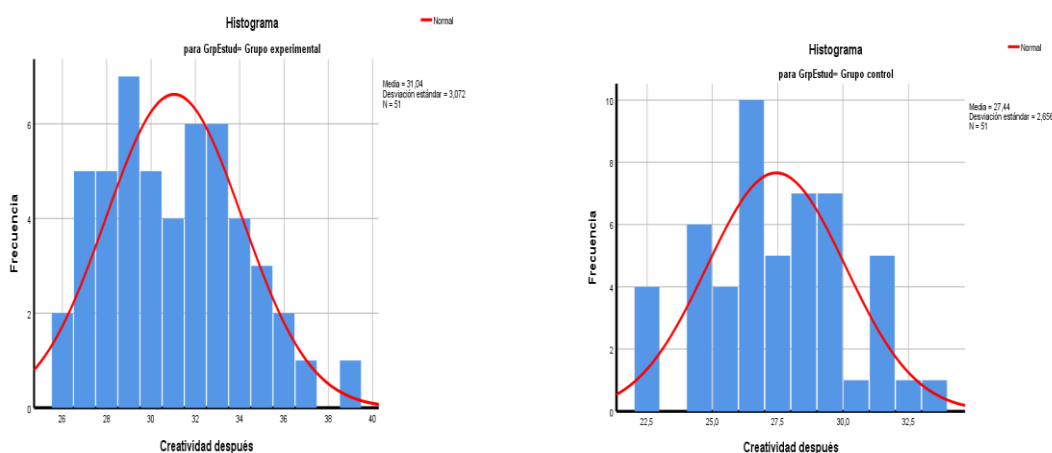 Histograma
Normal
para GrpEstud= Grupo experimental
Media = 31,04
Desviación estándar = 3,072
N = 51
6
4
2
0
Frecuencia
26 28 30 32 34 36 38 40
Creatividad después
Histograma
Normal
para GrpEstud= Grupo control
Media = 27,44
Desviación estándar = 2,656
N = 51
10
8
6
4
2
0
Frecuencia
22,5 25,0 27,5 30,0 32,5
Creatividad después